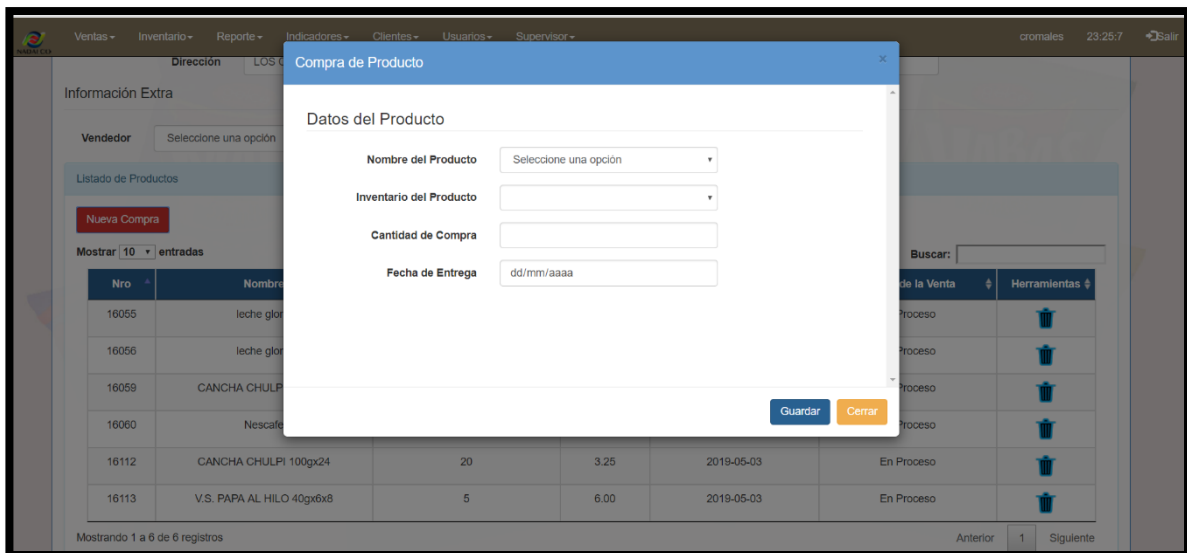 Ventas Inventario Reporte Indicadores Clientes Usuarios Supervisor cromales 23:25:7 Salir
Dirección LOS
Información Extra
Vendedor Seleccione una opción
Listado de Productos
Nueva Compra
Mostrar 10 entradas
Buscar:
Compra de Producto ×
Datos del Producto
Nombre del Producto Seleccione una opción
Inventario del Producto
Cantidad de Compra
Fecha de Entrega dd/mm/aaaa
Guardar Cerrar
Nro Nombre de la Venta Herramientas
16055 leche glor Proceso
16056 leche glor Proceso
16059 CANCHA CHULP Proceso
16060 Nescafe Proceso
16112 CANCHA CHULPI 100gx24 20 3.25 2019-05-03 En Proceso
16113 V.S. PAPA AL HILO 40gx6x8 5 6.00 2019-05-03 En Proceso
Mostrando 1 a 6 de 6 registros Anterior 1 Siguiente